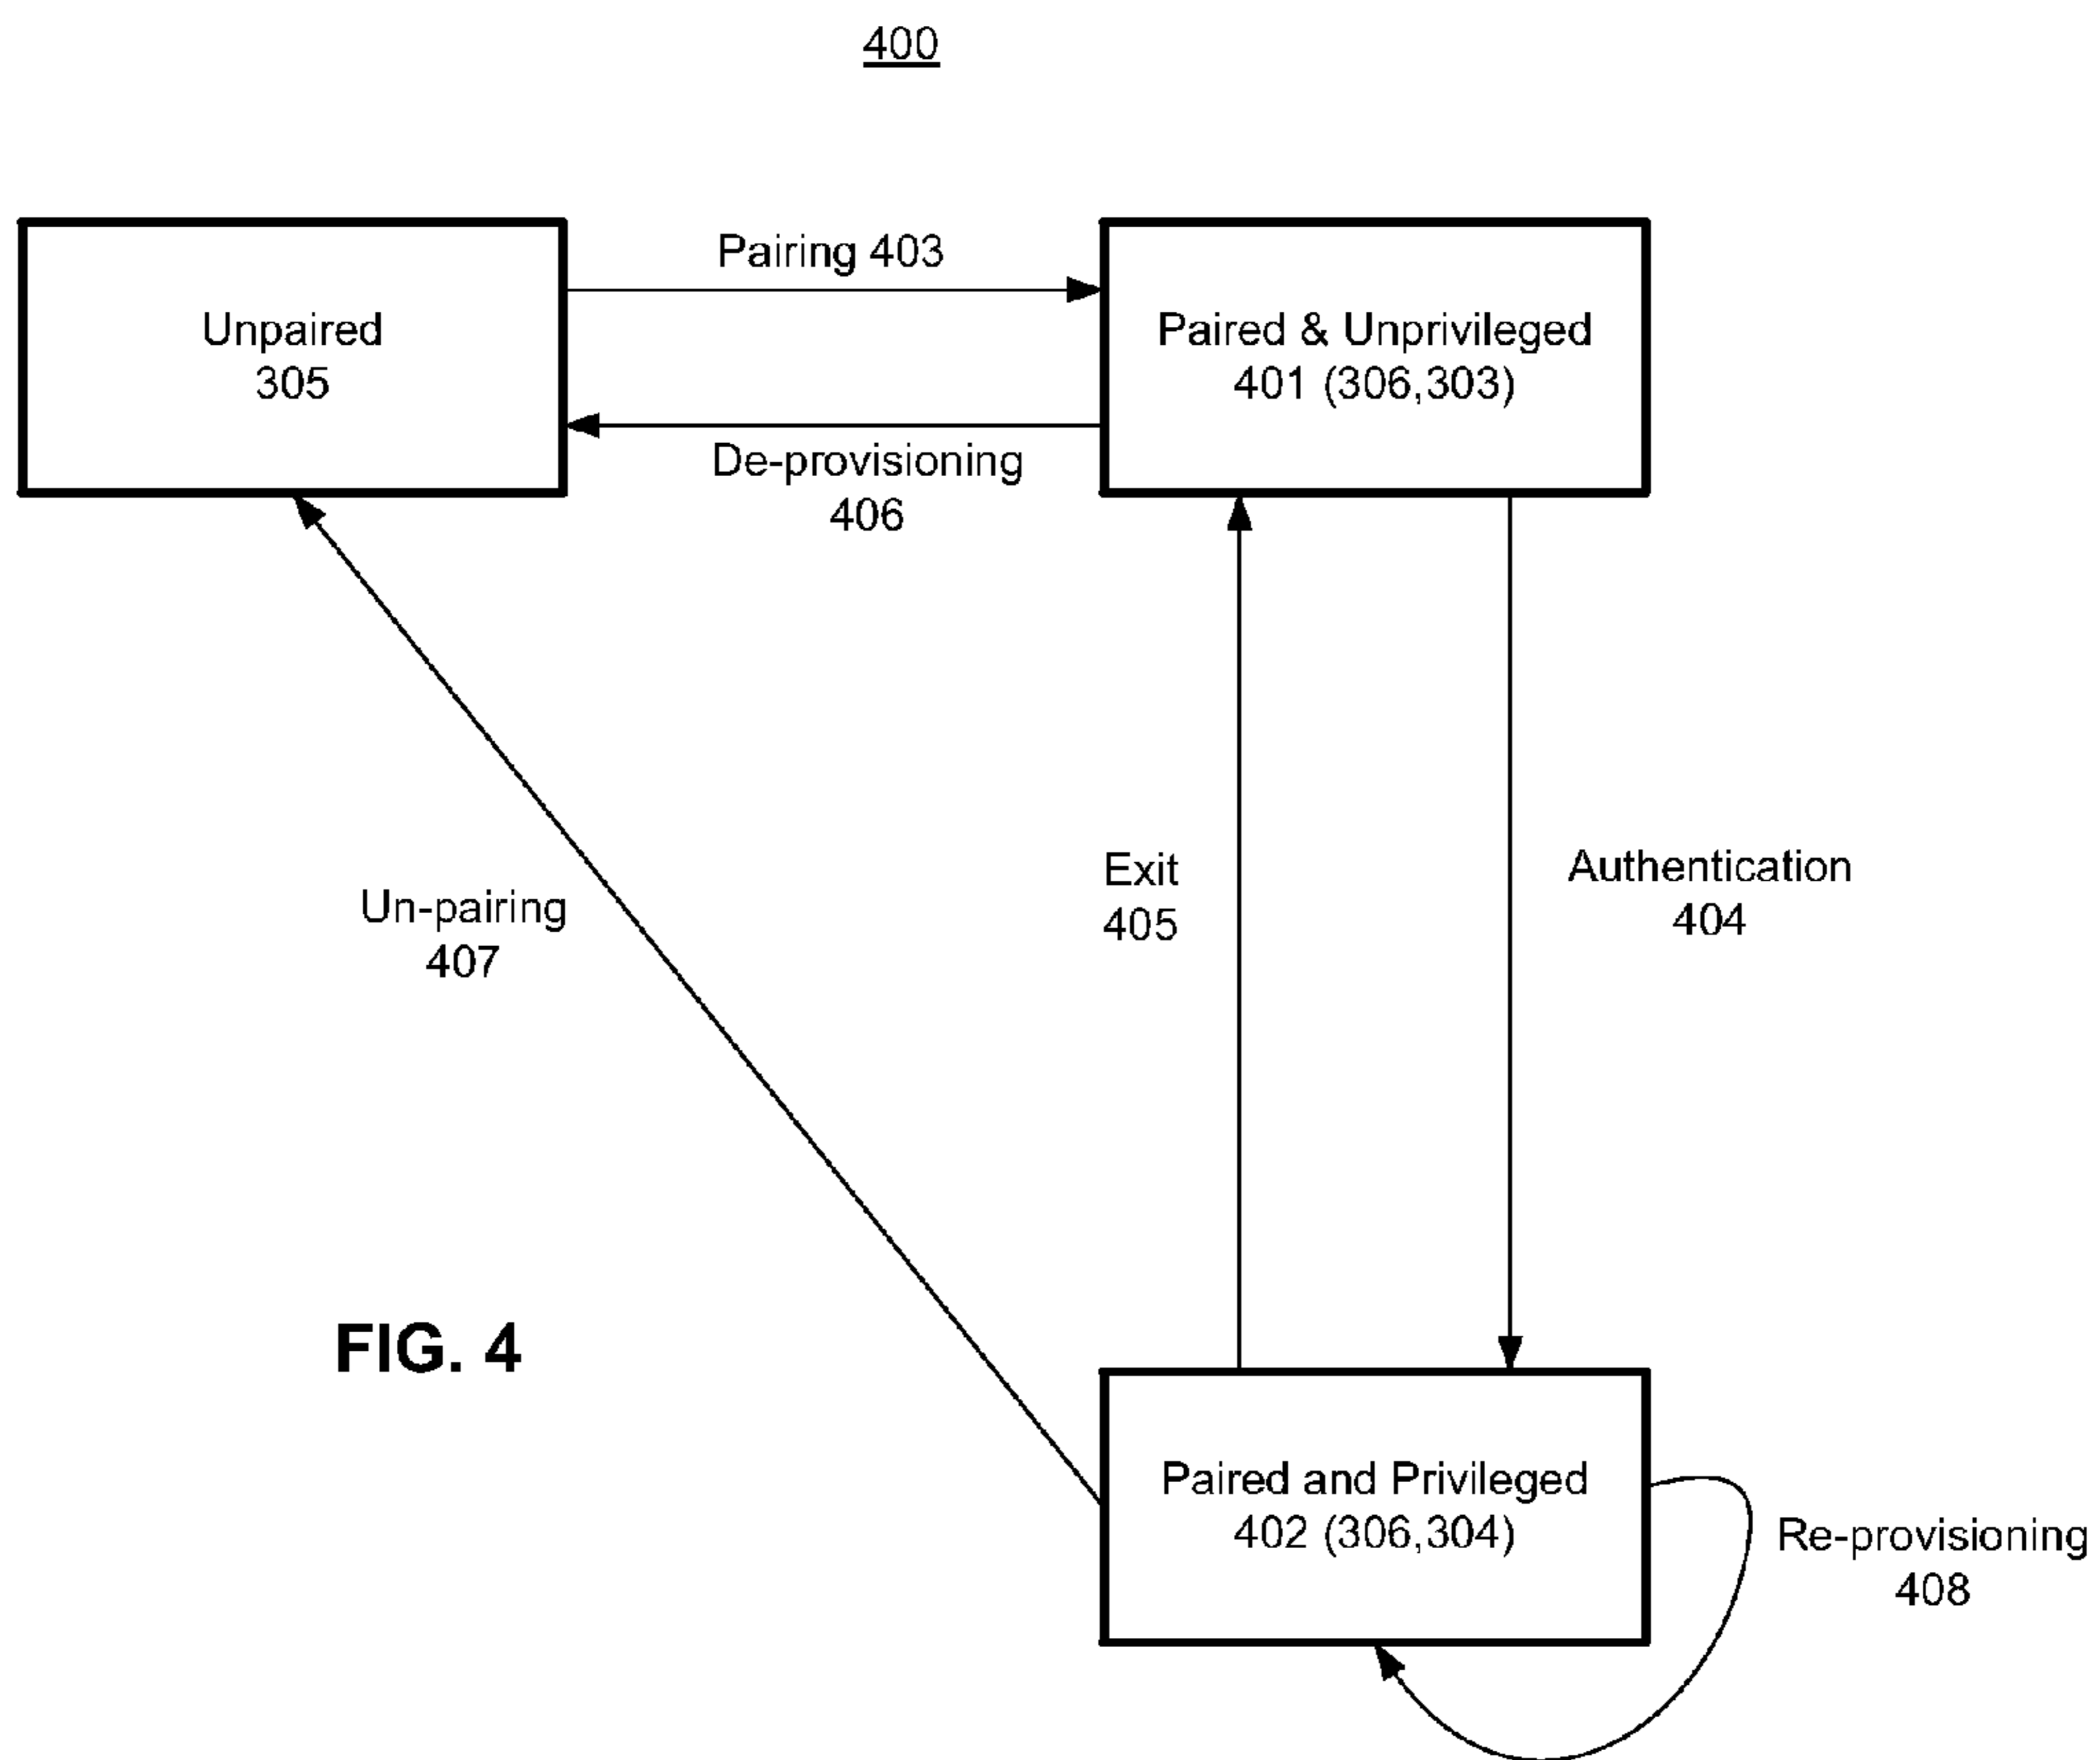 400
Pairing 403
Unpaired
305
Paired & Unprivileged
401 (306,303)
De-provisioning
406
Exit
405
Authentication
404
Un-pairing
407
FIG. 4
Paired and Privileged
402 (306,304)
Re-provisioning
408